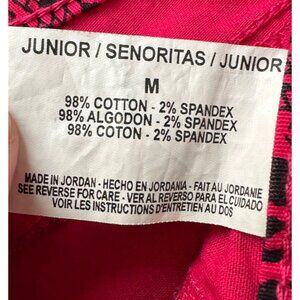 JUNIOR / SENORITAS / JUNIOR
M
98% COTTON - 2% SPANDEX
98% ALGODON - 2% SPANDEX
98% COTON - 2% SPANDEX
MADE IN JORDAN - HECHO EN JORDANIA - FAIT AU JORDANIE
SEE REVERSE FOR CARE - VER AL REVERSO PARA EL CUIDADO
VOIR LES INSTRUCTIONS D'ENTRETIEN AU DOS